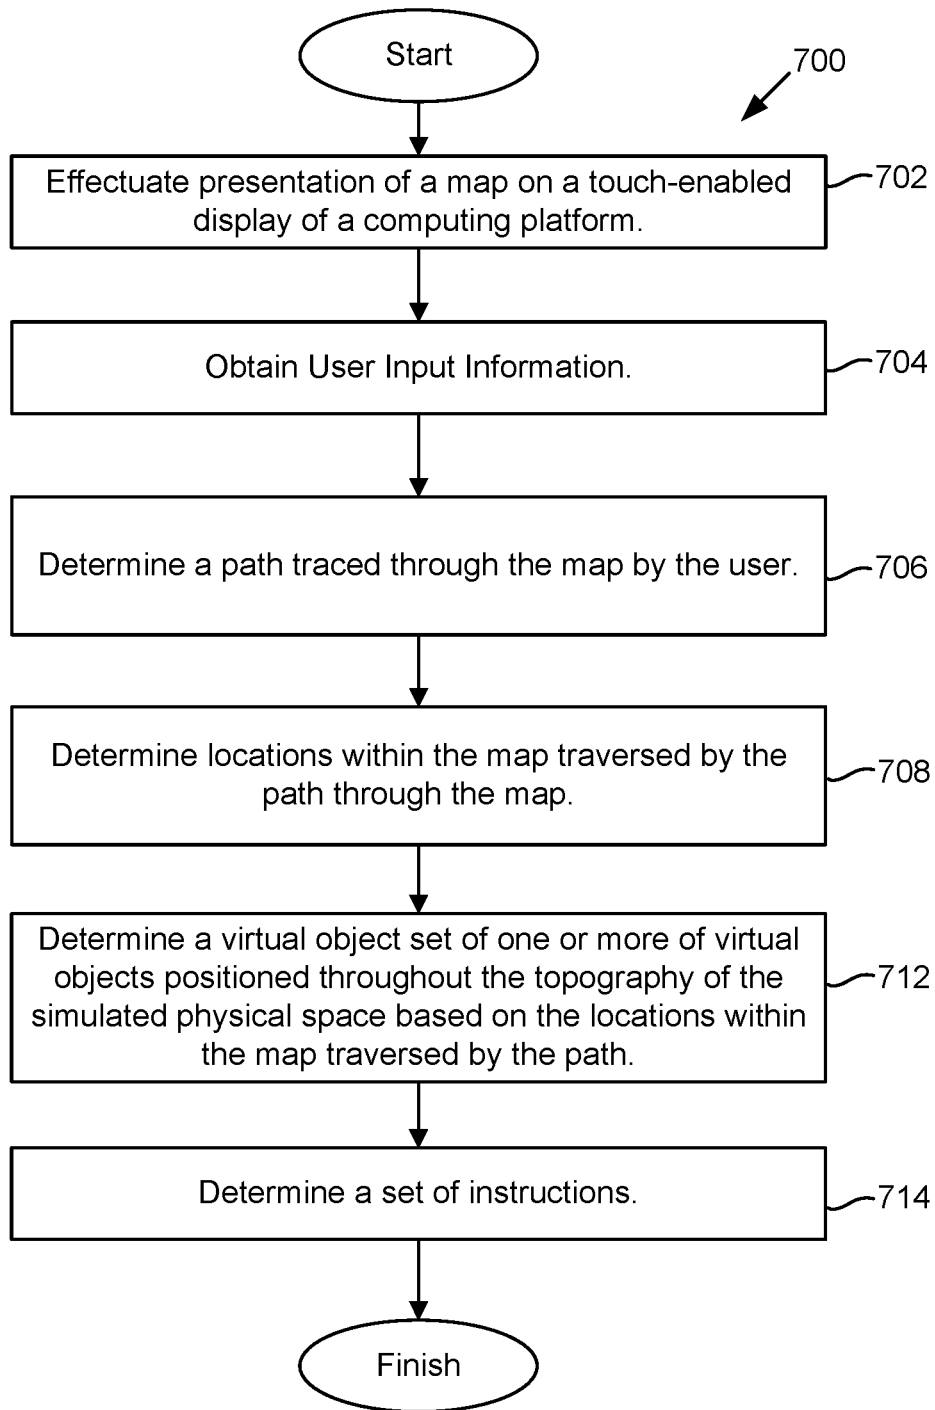 Start
700
Effectuate presentation of a map on a touch-enabled
display of a computing platform.
702
Obtain User Input Information.
704
Determine a path traced through the map by the user.
706
Determine locations within the map traversed by the
path through the map.
708
Determine a virtual object set of one or more of virtual
objects positioned throughout the topography of the
simulated physical space based on the locations within
the map traversed by the path.
712
Determine a set of instructions.
714
Finish